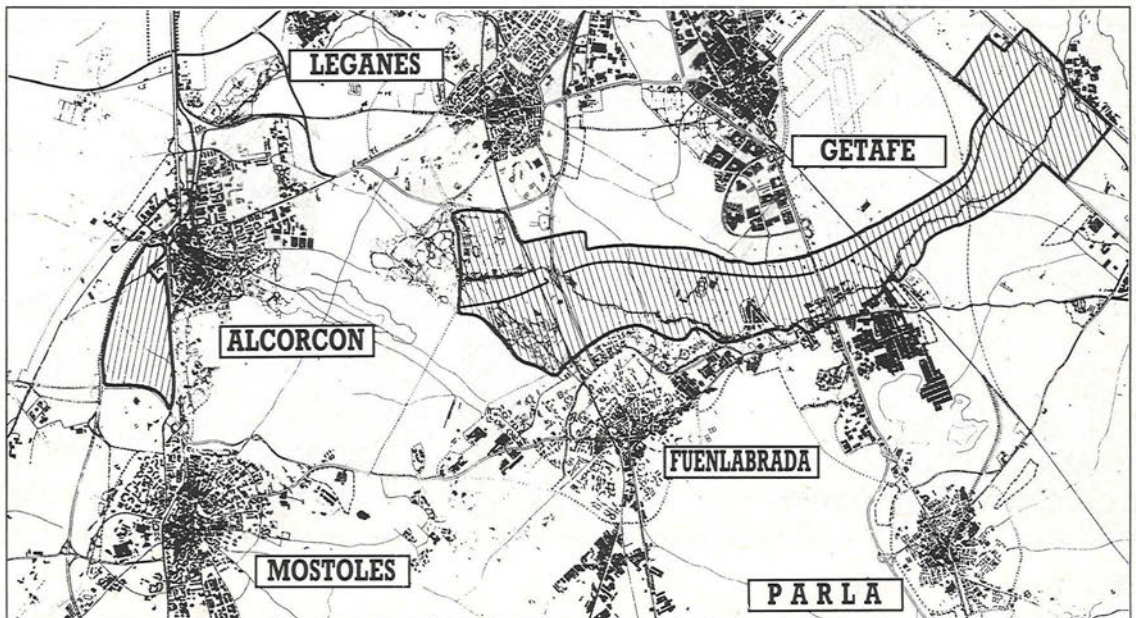 LEGANES
GETAFE
ALCORCON
FUENLABRADA
MOSTOLES
PARLA